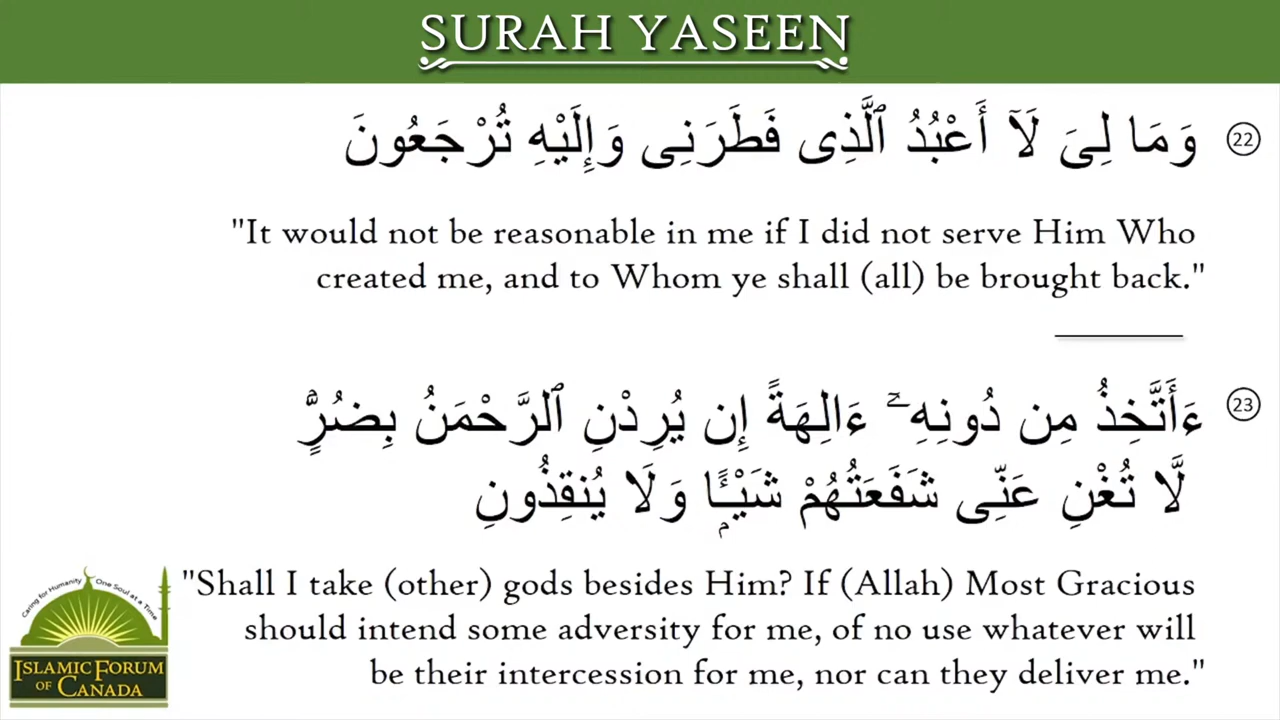 SURAH YASEEN
وَمَا لِىَ لَآ أَعْبُدُ ٱلَّذِى فَطَرَنِى وَإِلَيْهِ تُرْجَعُونَ 22
"It would not be reasonable in me if I did not serve Him Who
created me, and to Whom ye shall (all) be brought back."
ءَأَتَّخِذُ مِن دُونِهِۦٓ ءَالِهَةً إِن يُرِدْنِ ٱلرَّحْمَنُ بِضُرٍّ 23
لَّا تُغْنِ عَنِّى شَفَعَتُهُمْ شَيْـًۭٔا وَلَا يُنقِذُونِ
"Shall I take (other) gods besides Him? If (Allah) Most Gracious
should intend some adversity for me, of no use whatever will
be their intercession for me, nor can they deliver me."
Caring for Humanity One Soul at a Time
ISLAMIC FORUM
OF CANADA